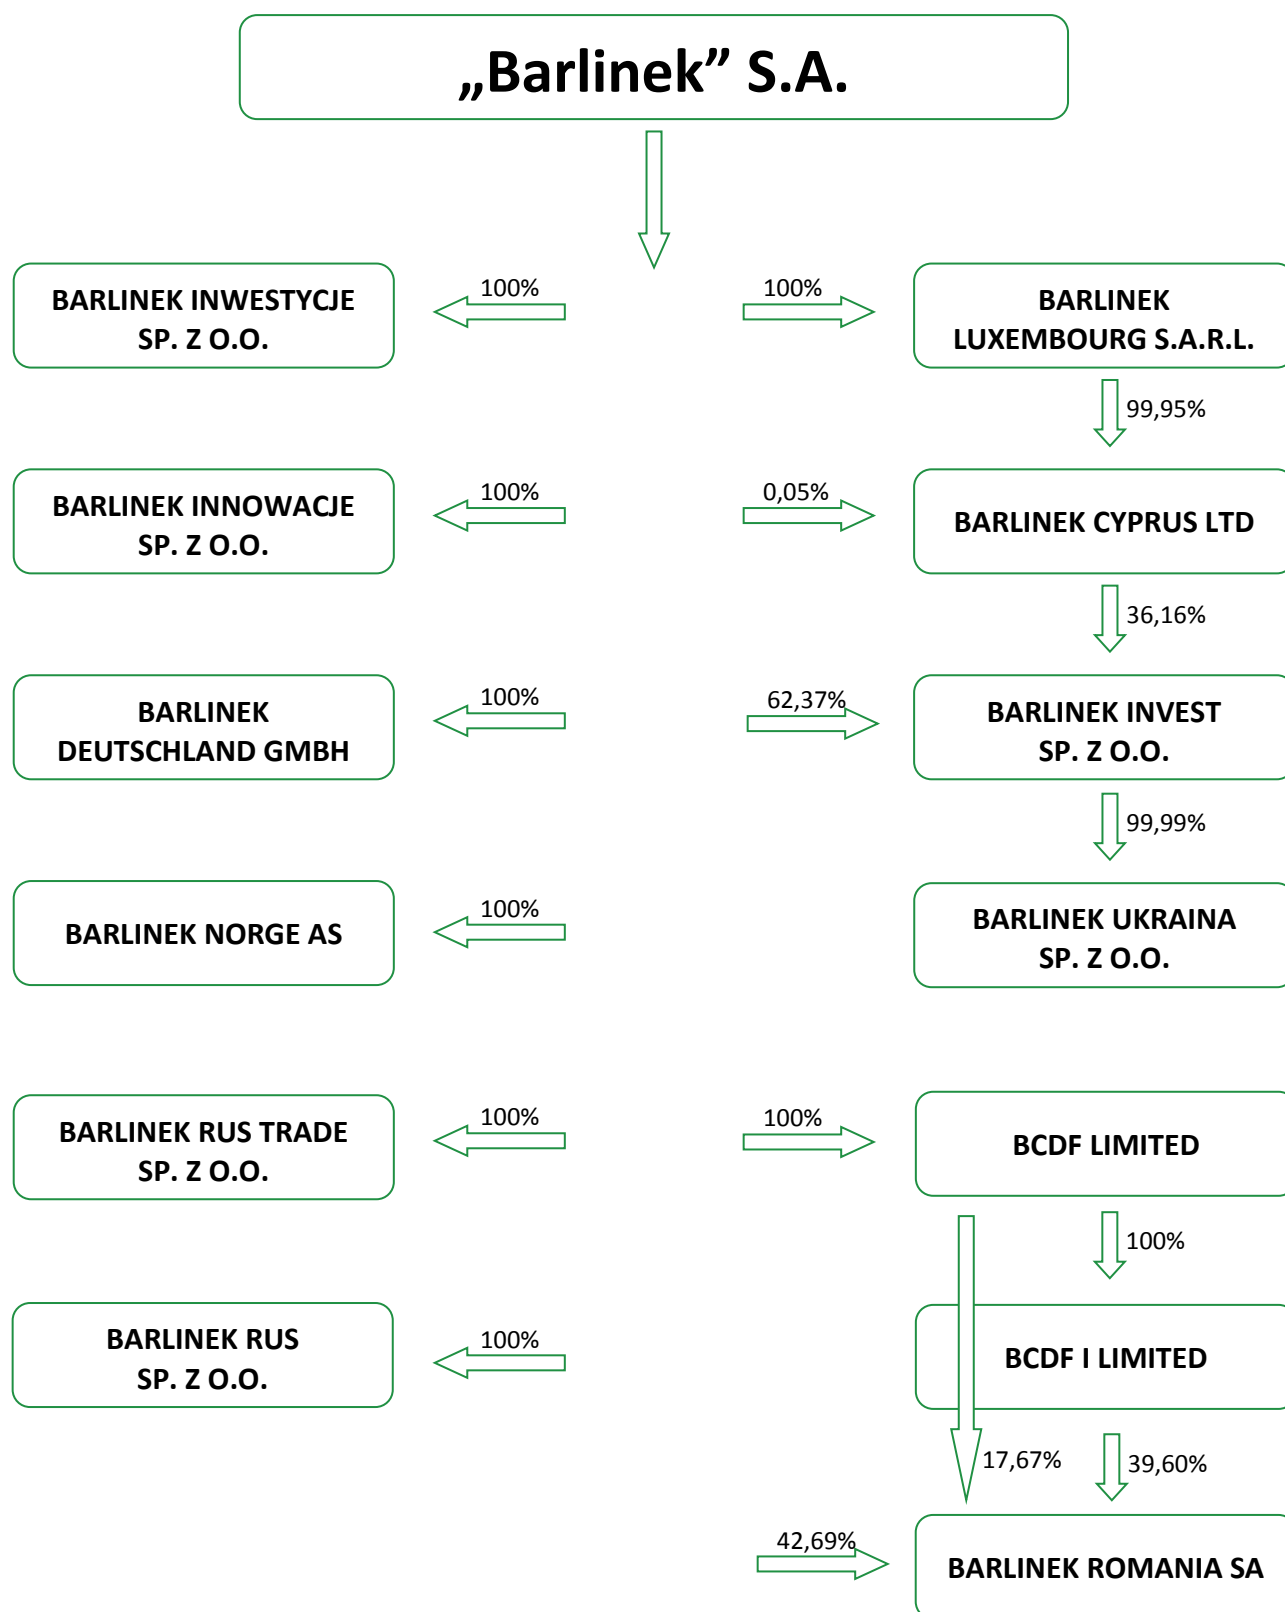 „Barlinek” S.A.
100%
100%
BARLINEK INWESTYCJE
SP. Z O.O.
BARLINEK
LUXEMBOURG S.A.R.L.
99,95%
100%
0,05%
BARLINEK INNOWACJE
SP. Z O.O.
BARLINEK CYPRUS LTD
36,16%
100%
62,37%
BARLINEK
DEUTSCHLAND GMBH
BARLINEK INVEST
SP. Z O.O.
99,99%
100%
BARLINEK NORGE AS
BARLINEK UKRAINA
SP. Z O.O.
100%
100%
BARLINEK RUS TRADE
SP. Z O.O.
BCDF LIMITED
100%
100%
BARLINEK RUS
SP. Z O.O.
BCDF I LIMITED
17,67%
39,60%
42,69%
BARLINEK ROMANIA SA